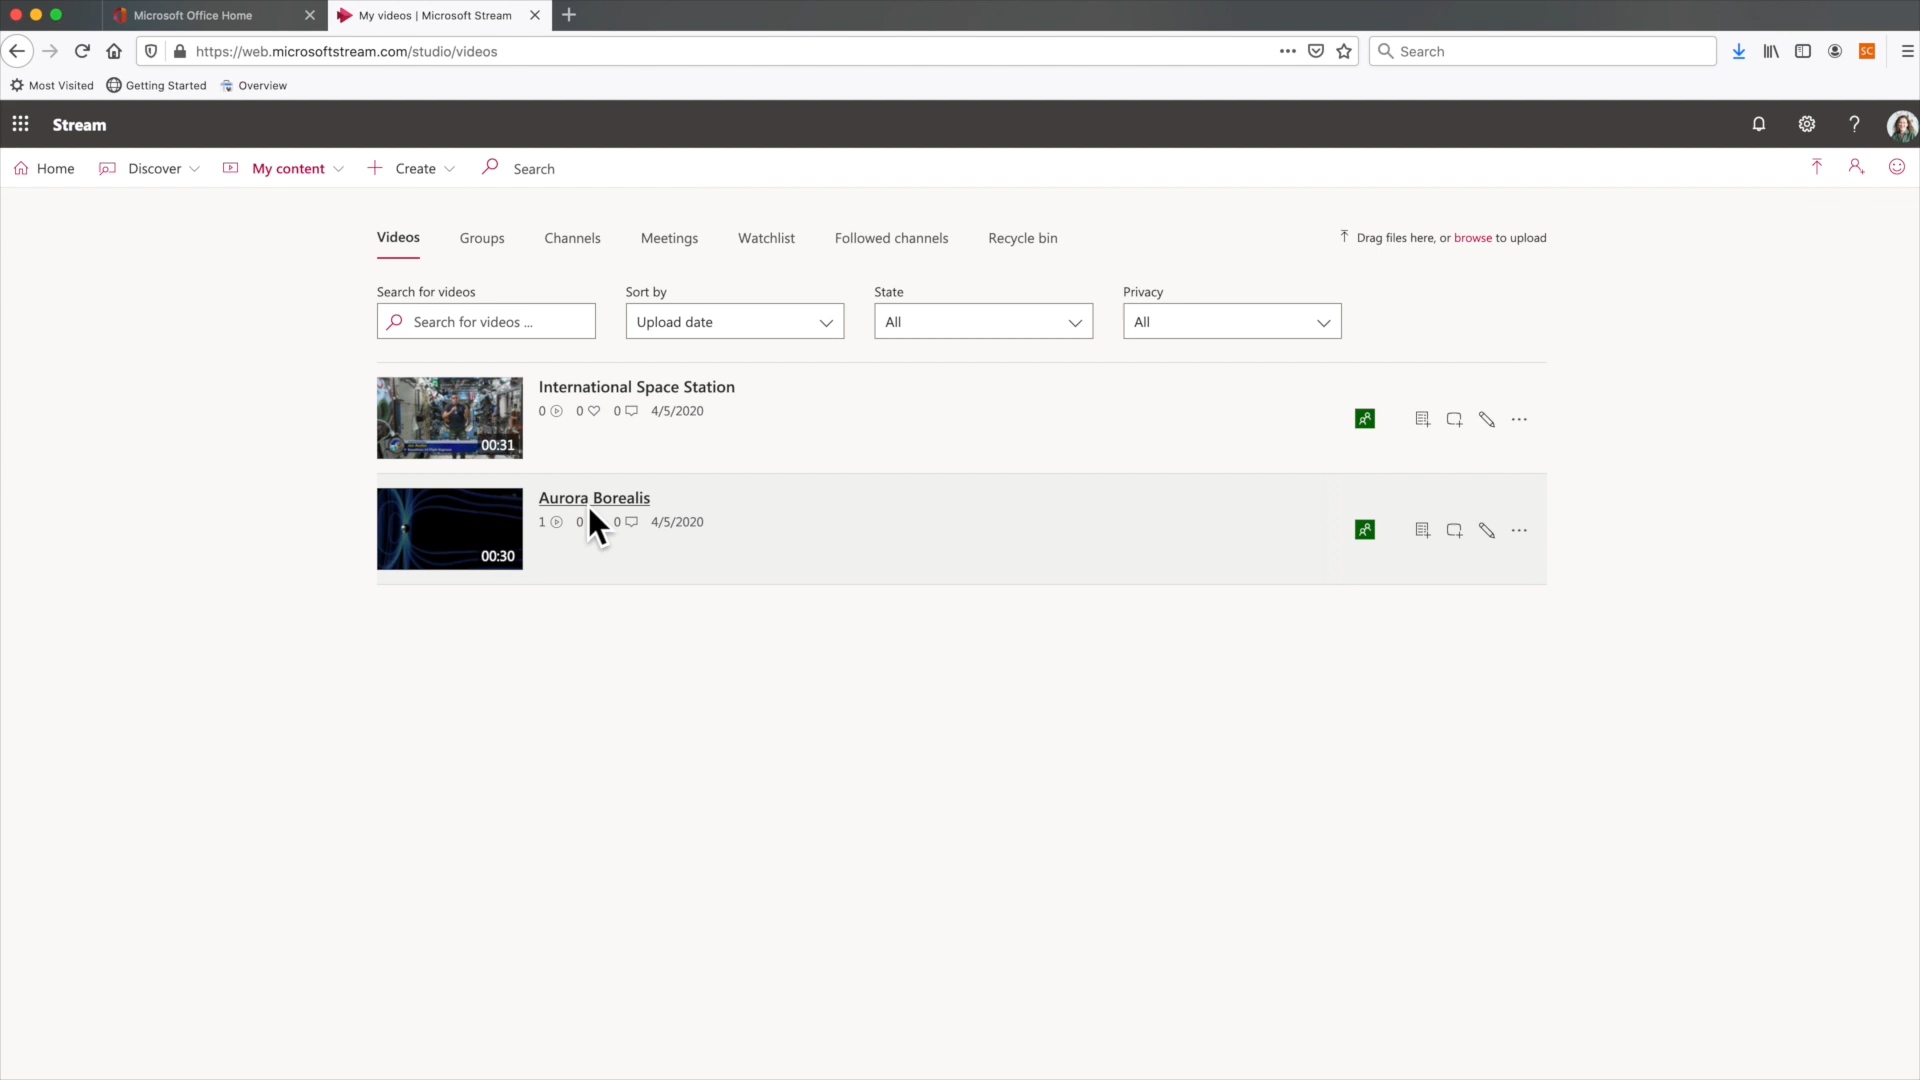 Microsoft Office Home
My videos | Microsoft Stream
https://web.microsoftstream.com/studio/videos
Search
SC
Most Visited
Getting Started
Overview
Stream
Home
Discover
My content
Create
Search
Videos
Groups
Channels
Meetings
Watchlist
Followed channels
Recycle bin
Drag files here, or browse to upload
Search for videos
Sort by
State
Privacy
Search for videos ...
Upload date
All
All
International Space Station
0 0 0 4/5/2020
00:31
Aurora Borealis
1 0 0 4/5/2020
00:30